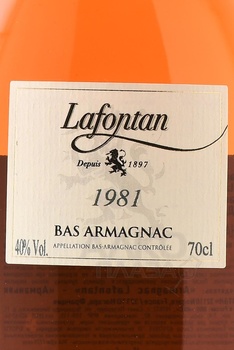 Lafontan
Depuis 1897
1981
BAS ARMAGNAC
40% Vol. APPELLATION BAS-ARMAGNAC CONTRÔLÉE 70cl